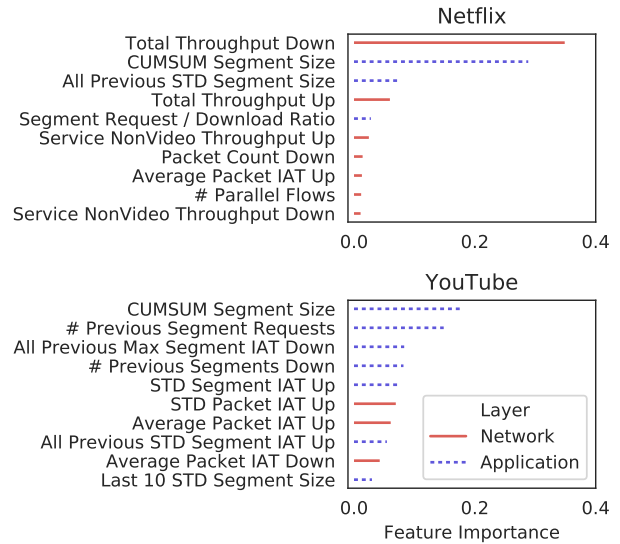 Netflix
Total Throughput Down
CUMSUM Segment Size
All Previous STD Segment Size
Total Throughput Up
Segment Request / Download Ratio
Service NonVideo Throughput Up
Packet Count Down
Average Packet IAT Up
# Parallel Flows
Service NonVideo Throughput Down
0.0 0.2 0.4
YouTube
CUMSUM Segment Size
# Previous Segment Requests
All Previous Max Segment IAT Down
# Previous Segments Down
STD Segment IAT Up
STD Packet IAT Up
Average Packet IAT Up
All Previous STD Segment IAT Up
Average Packet IAT Down
Last 10 STD Segment Size
Layer
Network
Application
0.0 0.2 0.4
Feature Importance